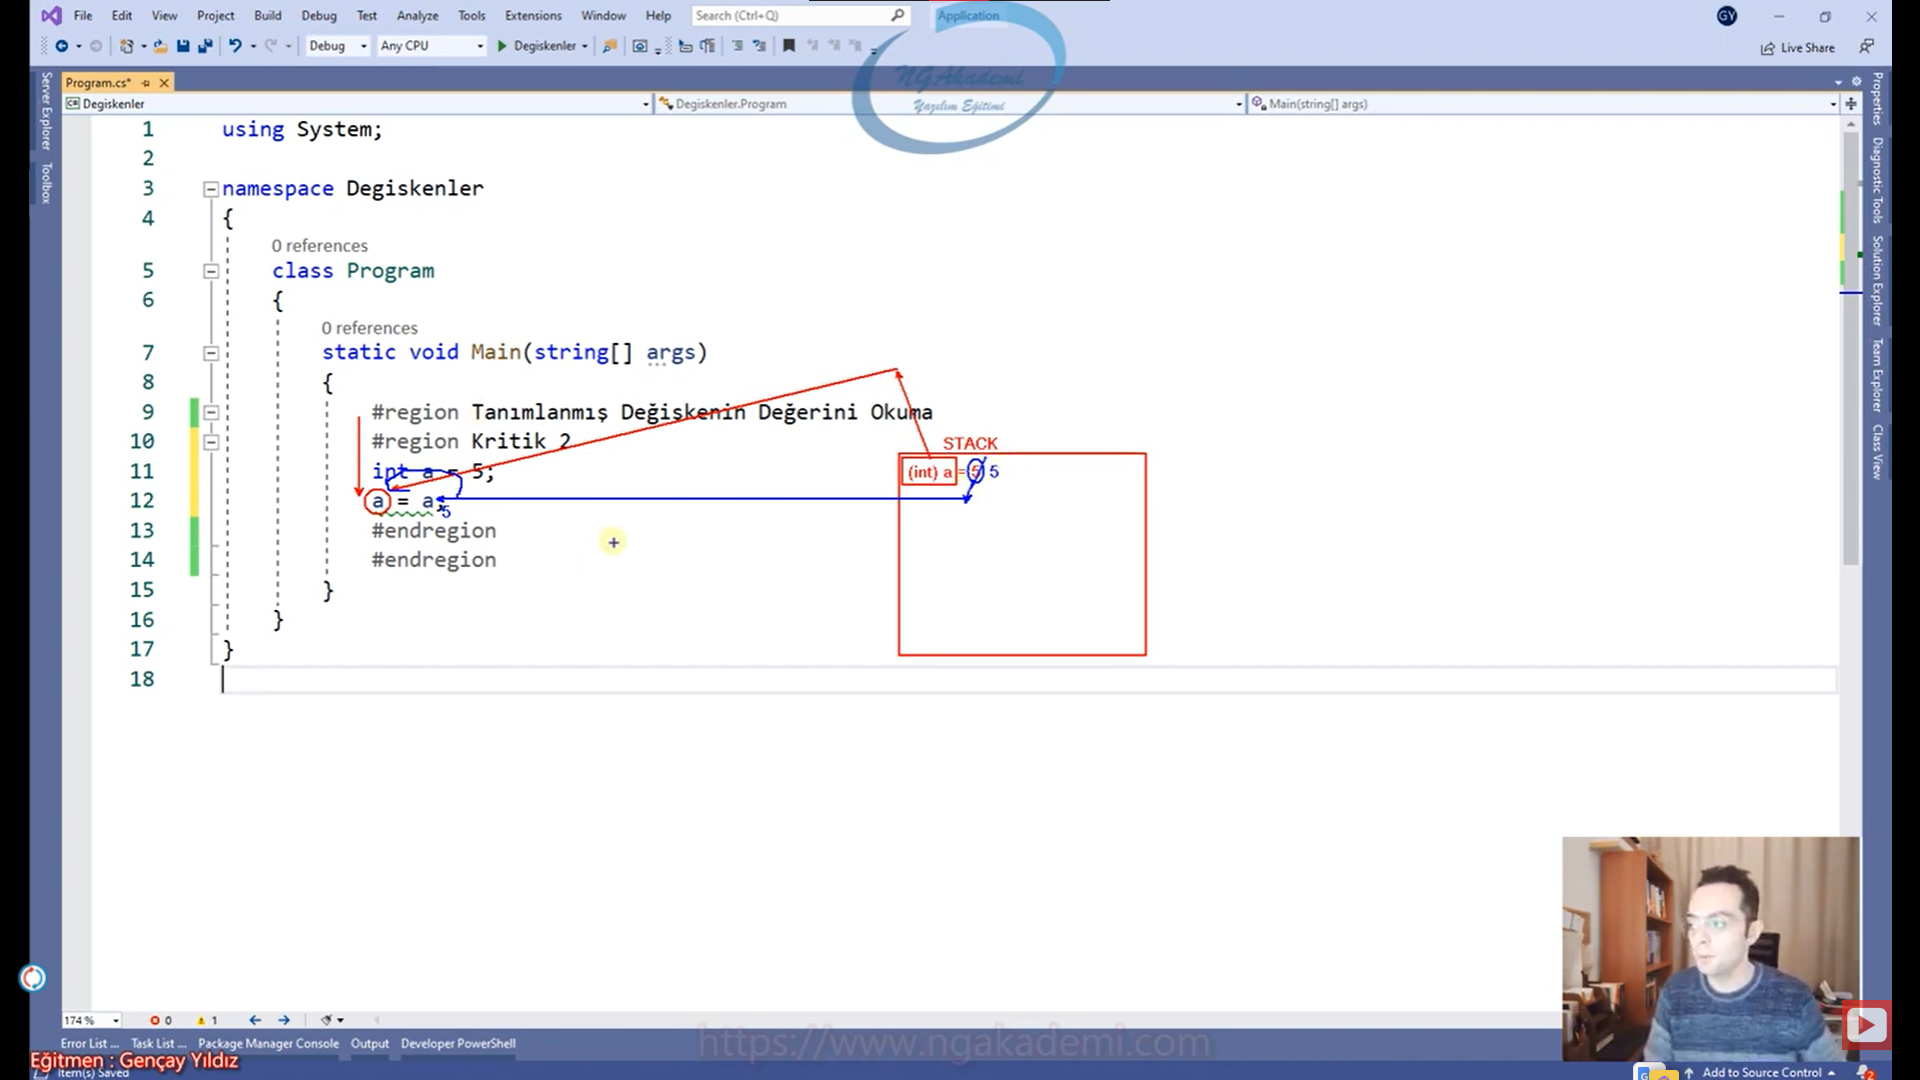 File Edit View Project Build Debug Test Analyze Tools Extensions Window Help Search (Ctrl+Q) Application GY
Debug Any CPU Degiskenler Live Share
NGAkademi
Yazılım Eğitimi
Program.cs*
Degiskenler Degiskenler.Program Main(string[] args)
Server Explorer
Toolbox
Properties
Diagnostic Tools
Solution Explorer
Team Explorer
Class View
1 using System;
2
3 namespace Degiskenler
4 {
0 references
5 class Program
6 {
0 references
7 static void Main(string[] args)
8 {
9 #region Tanımlanmış Değişkenin Değerini Okuma
10 #region Kritik 2
11 int a = 5;
12 a = a;
5
13 #endregion
14 #endregion
15 }
16 }
17 }
18
STACK
(int) a = 5 5
174 % 0 1
Error List ... Task List ... Package Manager Console Output Developer PowerShell
https://www.ngakademi.com
Eğitmen : Gençay Yıldız
Item(s) Saved
Add to Source Control 2